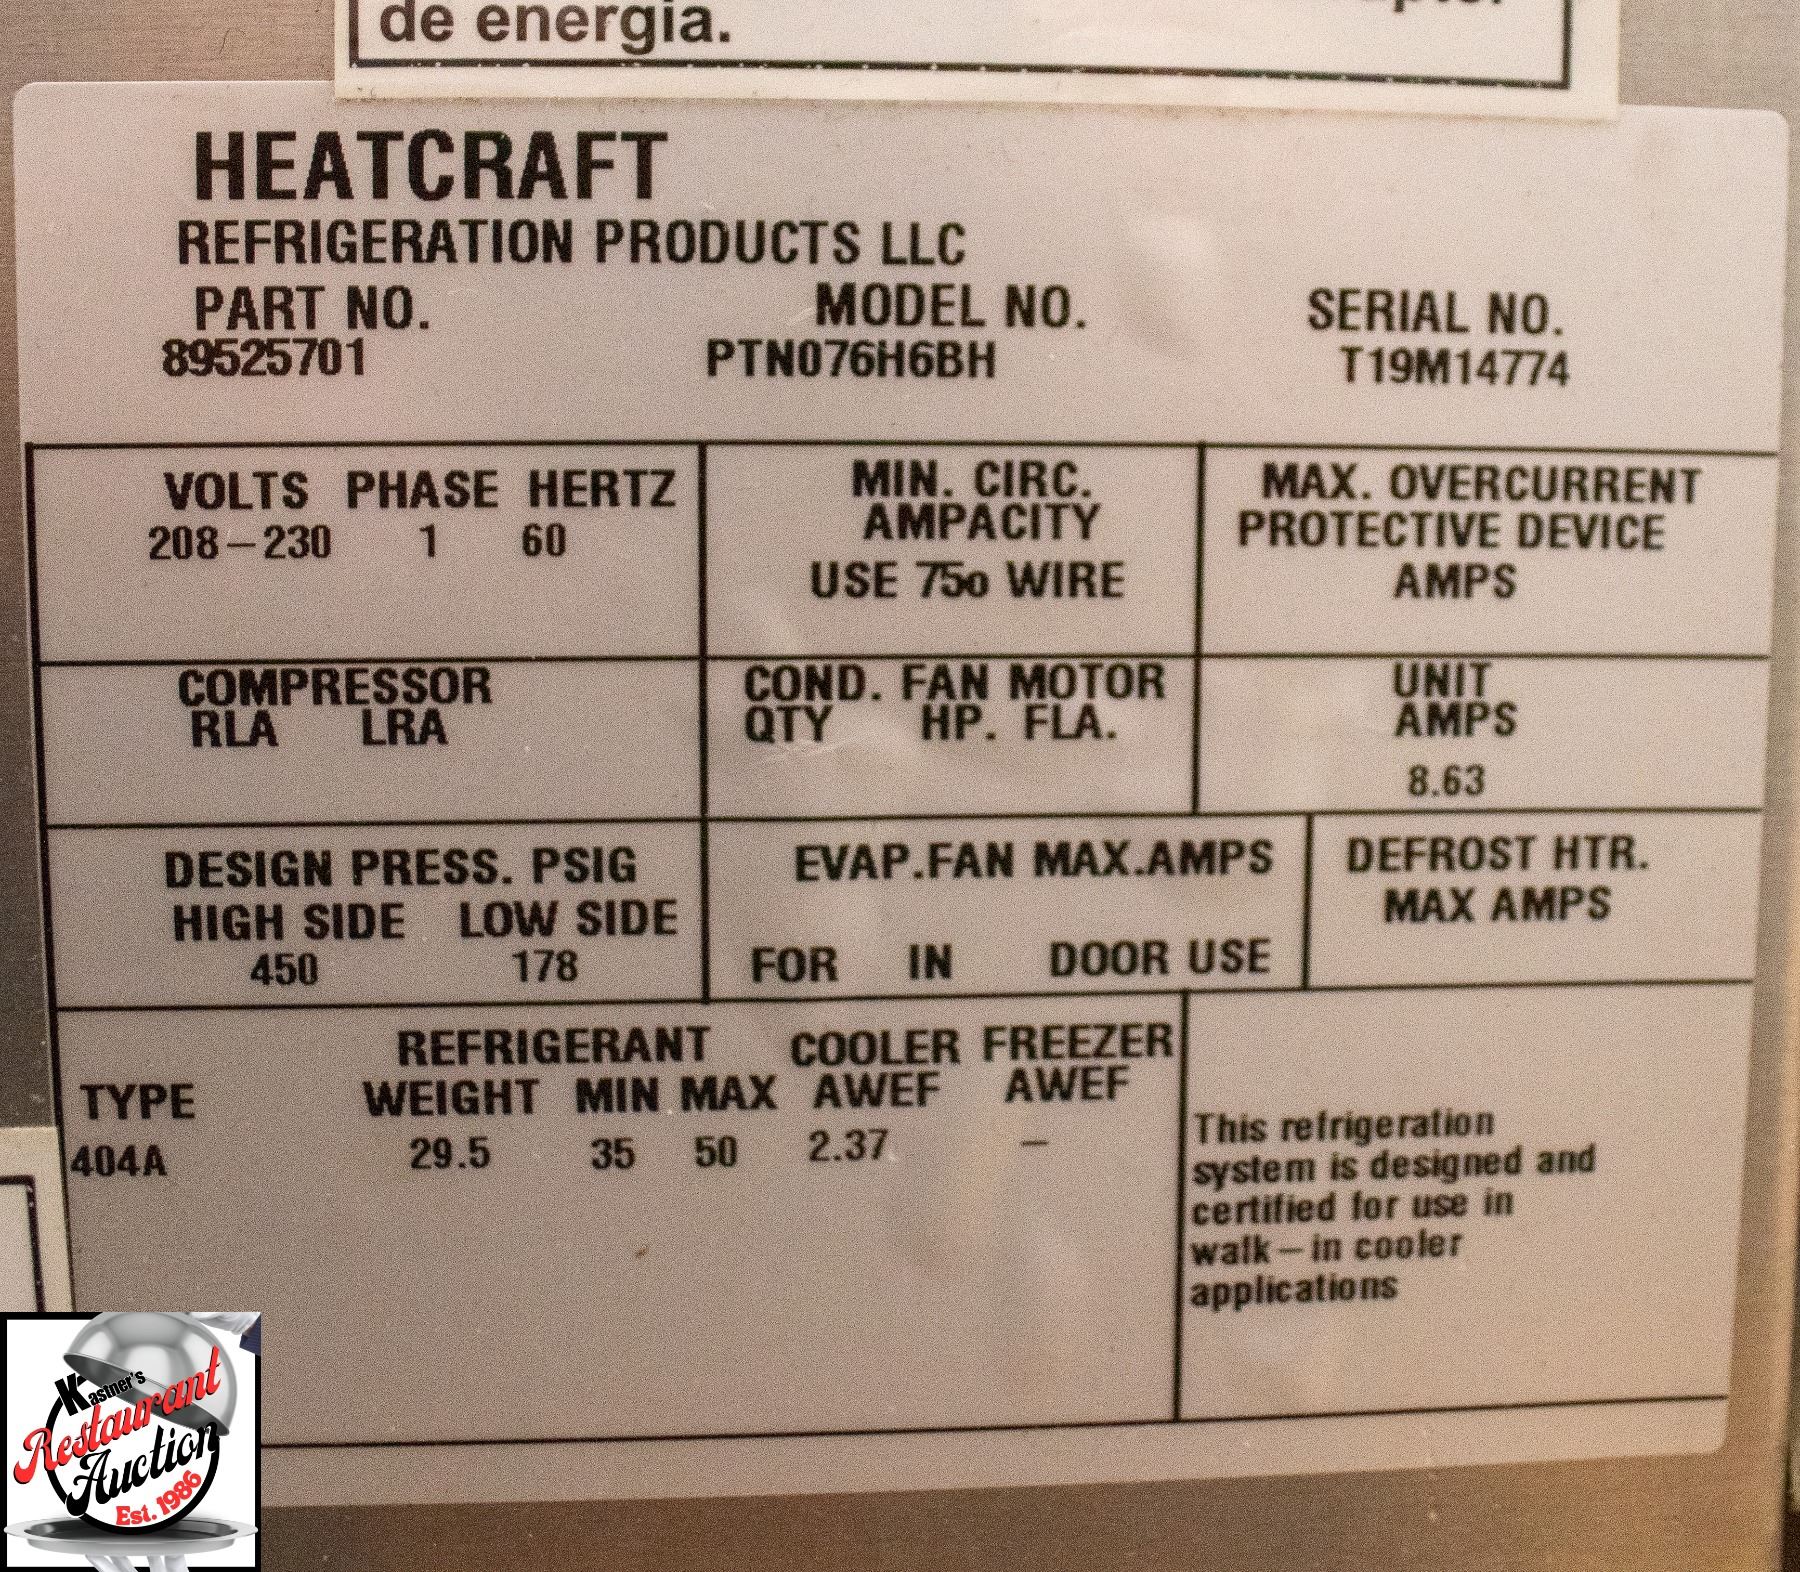 de energía.
HEATCRAFT
REFRIGERATION PRODUCTS LLC
PART NO. MODEL NO. SERIAL NO.
89525701 PTN076H6BH T19M14774
VOLTS PHASE HERTZ
208-230 1 60
MIN. CIRC.
AMPACITY
USE 75o WIRE
MAX. OVERCURRENT
PROTECTIVE DEVICE
AMPS
COMPRESSOR
RLA LRA
COND. FAN MOTOR
QTY HP. FLA.
UNIT
AMPS
8.63
DESIGN PRESS. PSIG
HIGH SIDE LOW SIDE
450 178
EVAP.FAN MAX.AMPS
FOR IN DOOR USE
DEFROST HTR.
MAX AMPS
REFRIGERANT COOLER FREEZER
TYPE WEIGHT MIN MAX AWEF AWEF
404A 29.5 35 50 2.37 –
This refrigeration
system is designed and
certified for use in
walk-in cooler
applications
Kastner's
Restaurant
Auction
Est. 1986